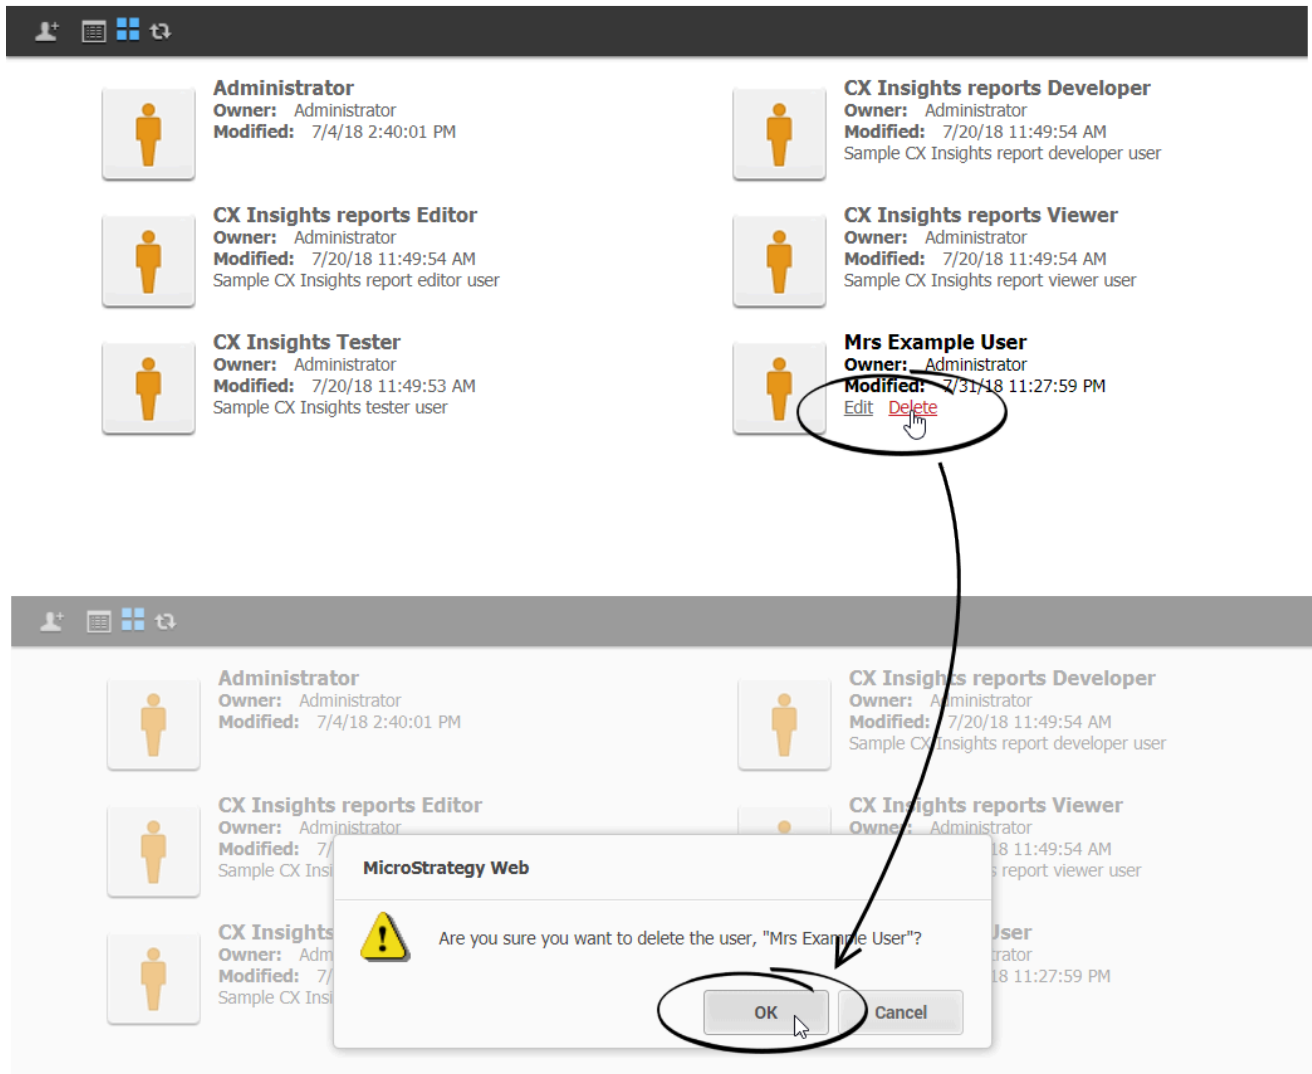 Administrator
Owner: Administrator
Modified: 7/4/18 2:40:01 PM
CX Insights reports Developer
Owner: Administrator
Modified: 7/20/18 11:49:54 AM
Sample CX Insights report developer user
CX Insights reports Editor
Owner: Administrator
Modified: 7/20/18 11:49:54 AM
Sample CX Insights report editor user
CX Insights reports Viewer
Owner: Administrator
Modified: 7/20/18 11:49:54 AM
Sample CX Insights report viewer user
CX Insights Tester
Owner: Administrator
Modified: 7/20/18 11:49:53 AM
Sample CX Insights tester user
Mrs Example User
Owner: Administrator
Modified: 7/31/18 11:27:59 PM
Edit Delete
Administrator
Owner: Administrator
Modified: 7/4/18 2:40:01 PM
CX Insights reports Developer
Owner: Administrator
Modified: 7/20/18 11:49:54 AM
Sample CX Insights report developer user
CX Insights reports Editor
Owner: Administrator
Modified: 7/
Sample CX Insi
CX Insights reports Viewer
Owner: Administrator
18 11:49:54 AM
s report viewer user
CX Insights
Owner: Adm
Modified: 7/
Sample CX Insi
User
rator
18 11:27:59 PM
MicroStrategy Web
Are you sure you want to delete the user, "Mrs Example User"?
OK
Cancel